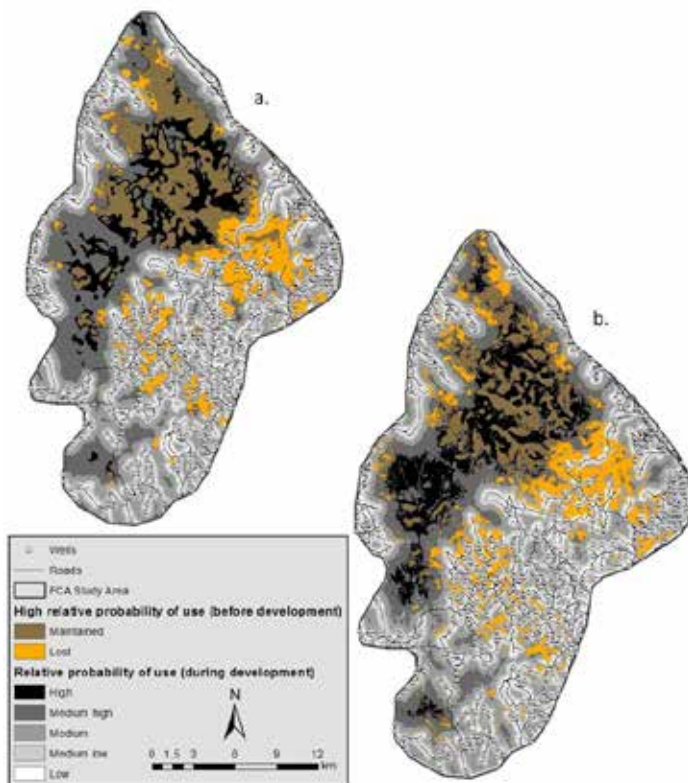 a.
b.
Wells
Roads
FCA Study Area
High relative probability of use (before development)
Maintained
Lost
Relative probability of use (during development)
High
Medium high
Medium
Medium low
Low
N
0 1.5 3 6 9 12
km